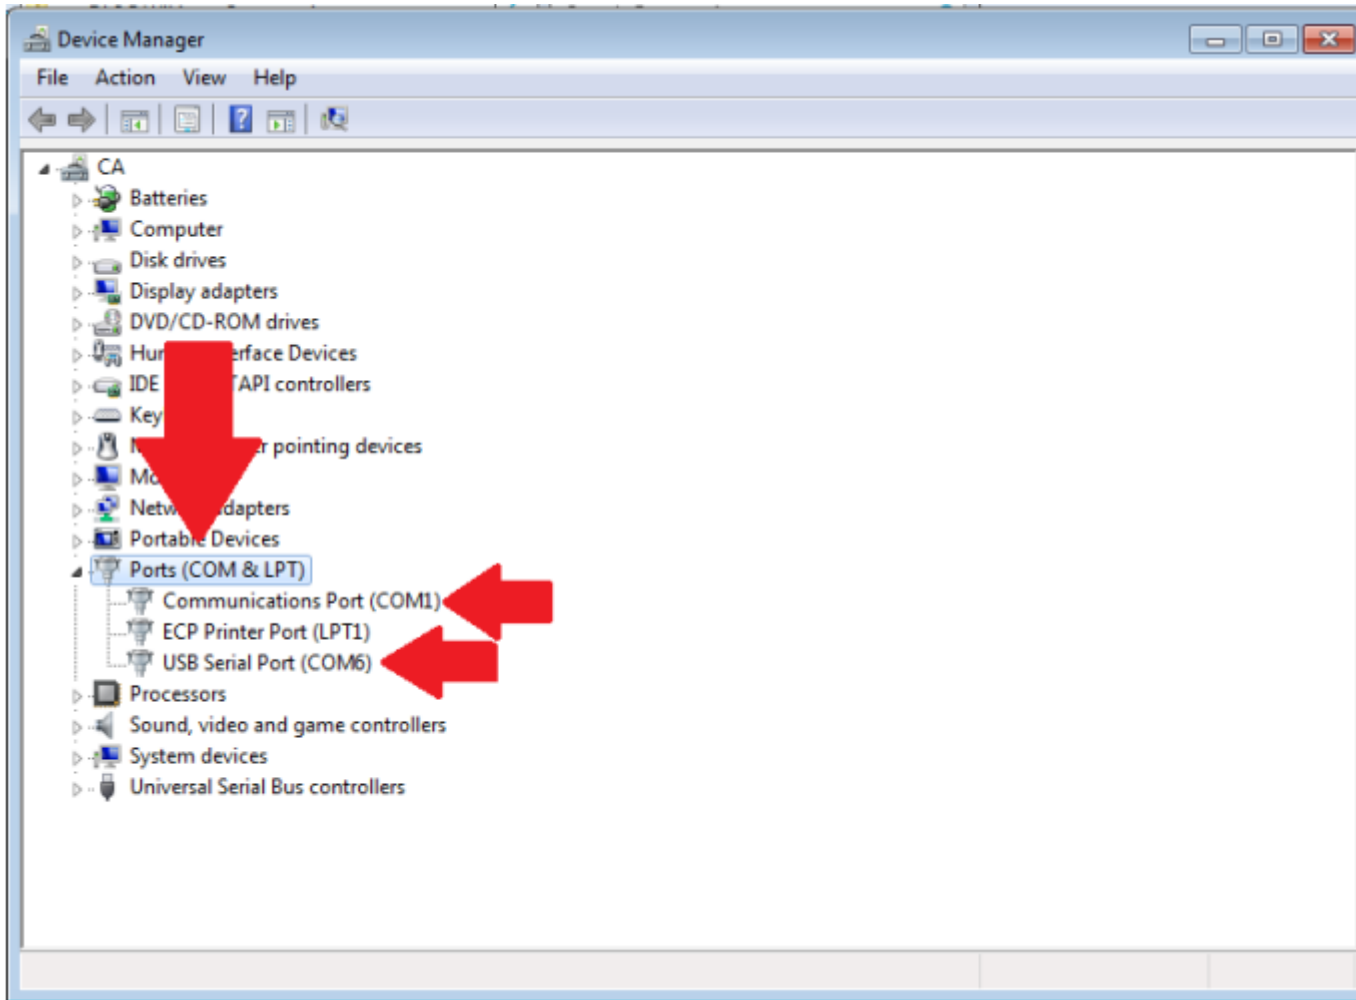 Device Manager
File Action View Help
CA
Batteries
Computer
Disk drives
Display adapters
DVD/CD-ROM drives
erface Devices
IDE TAPI controllers
Key
pointing devices
Portable Devices
Ports (COM & LPT)
Communications Port (COM1)
ECP Printer Port (LPT1)
USB Serial Port (COM6)
Processors
Sound, video and game controllers
System devices
Universal Serial Bus controllers